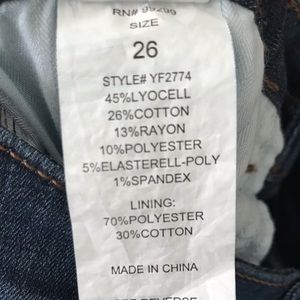 SIZE
26
STYLE# YF2774
45%LYOCELL
26%COTTON
13%RAYON
10%POLYESTER
5%ELASTERELL-POLY
1%SPANDEX
LINING:
70%POLYESTER
30%COTTON
MADE IN CHINA
REVERSE